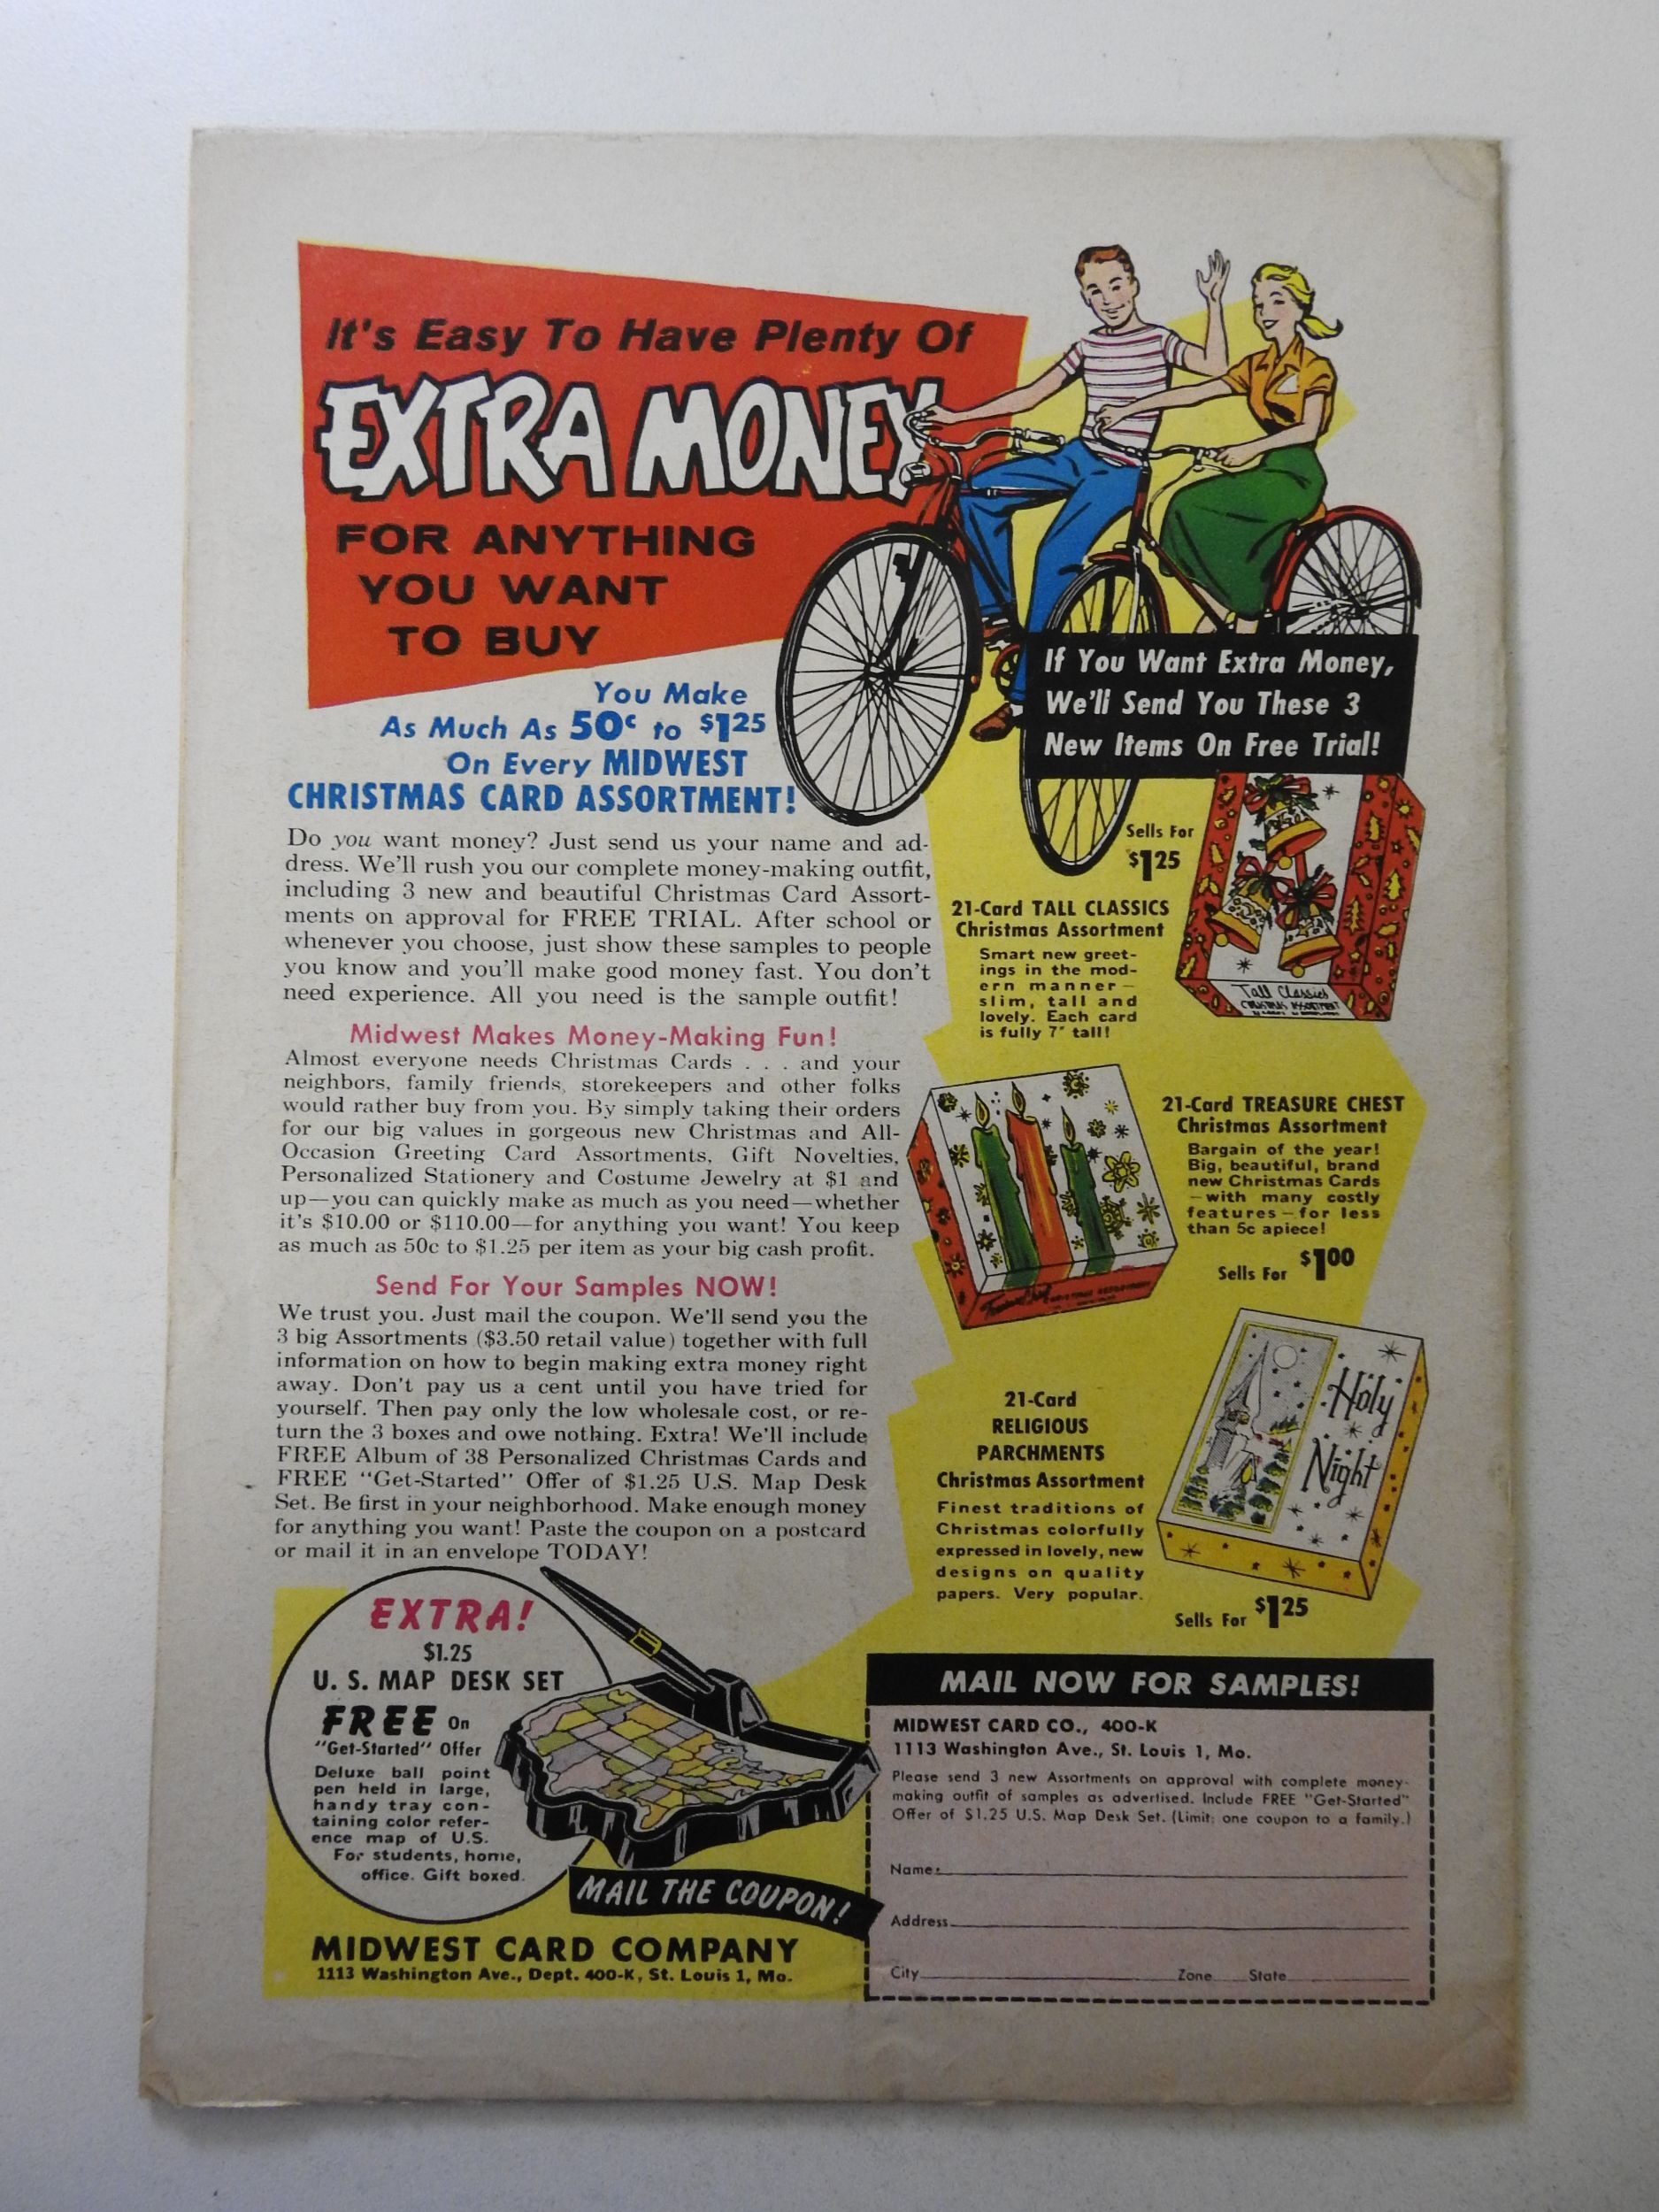 It's Easy To Have Plenty Of
EXTRA MONEY
FOR ANYTHING
YOU WANT
TO BUY
You Make
As Much As 50¢ to $1.25
On Every MIDWEST
CHRISTMAS CARD ASSORTMENT!
Do you want money? Just send us your name and ad-
dress. We'll rush you our complete money-making outfit,
including 3 new and beautiful Christmas Card Assort-
ments on approval for FREE TRIAL. After school or
whenever you choose, just show these samples to people
you know and you'll make good money fast. You don't
need experience. All you need is the sample outfit!
Midwest Makes Money-Making Fun!
Almost everyone needs Christmas Cards . . . and your
neighbors, family friends, storekeepers and other folks
would rather buy from you. By simply taking their orders
for our big values in gorgeous new Christmas and All-
Occasion Greeting Card Assortments, Gift Novelties,
Personalized Stationery and Costume Jewelry at $1 and
up—you can quickly make as much as you need—whether
it's $10.00 or $110.00—for anything you want! You keep
as much as 50c to $1.25 per item as your big cash profit.
Send For Your Samples NOW!
We trust you. Just mail the coupon. We'll send you the
3 big Assortments ($3.50 retail value) together with full
information on how to begin making extra money right
away. Don't pay us a cent until you have tried for
yourself. Then pay only the low wholesale cost, or re-
turn the 3 boxes and owe nothing. Extra! We'll include
FREE Album of 38 Personalized Christmas Cards and
FREE "Get-Started" Offer of $1.25 U.S. Map Desk
Set. Be first in your neighborhood. Make enough money
for anything you want! Paste the coupon on a postcard
or mail it in an envelope TODAY!
If You Want Extra Money,
We'll Send You These 3
New Items On Free Trial!
Sells For
$1.25
21-Card TALL CLASSICS
Christmas Assortment
Smart new greet-
ings in the mod-
ern manner—
slim, tall and
lovely. Each card
is fully 7" tall!
Tall Classics
CHRISTMAS ASSORTMENT
21-Card TREASURE CHEST
Christmas Assortment
Bargain of the year!
Big, beautiful, brand
new Christmas Cards
—with many costly
features—for less
than 5c apiece!
Sells For $1.00
Treasure Chest
CHRISTMAS ASSORTMENT
21-Card
RELIGIOUS
PARCHMENTS
Christmas Assortment
Finest traditions of
Christmas colorfully
expressed in lovely, new
designs on quality
papers. Very popular.
Sells For $1.25
Holy
Night
EXTRA!
$1.25
U. S. MAP DESK SET
FREE On
"Get-Started" Offer
Deluxe ball point
pen held in large,
handy tray con-
taining color refer-
ence map of U.S.
For students, home,
office. Gift boxed.
MAIL THE COUPON!
MIDWEST CARD COMPANY
1113 Washington Ave., Dept. 400-K, St. Louis 1, Mo.
MAIL NOW FOR SAMPLES!
MIDWEST CARD CO., 400-K
1113 Washington Ave., St. Louis 1, Mo.
Please send 3 new Assortments on approval with complete money-
making outfit of samples as advertised. Include FREE "Get-Started"
Offer of $1.25 U.S. Map Desk Set. (Limit: one coupon to a family.)
Name:
Address
City Zone State